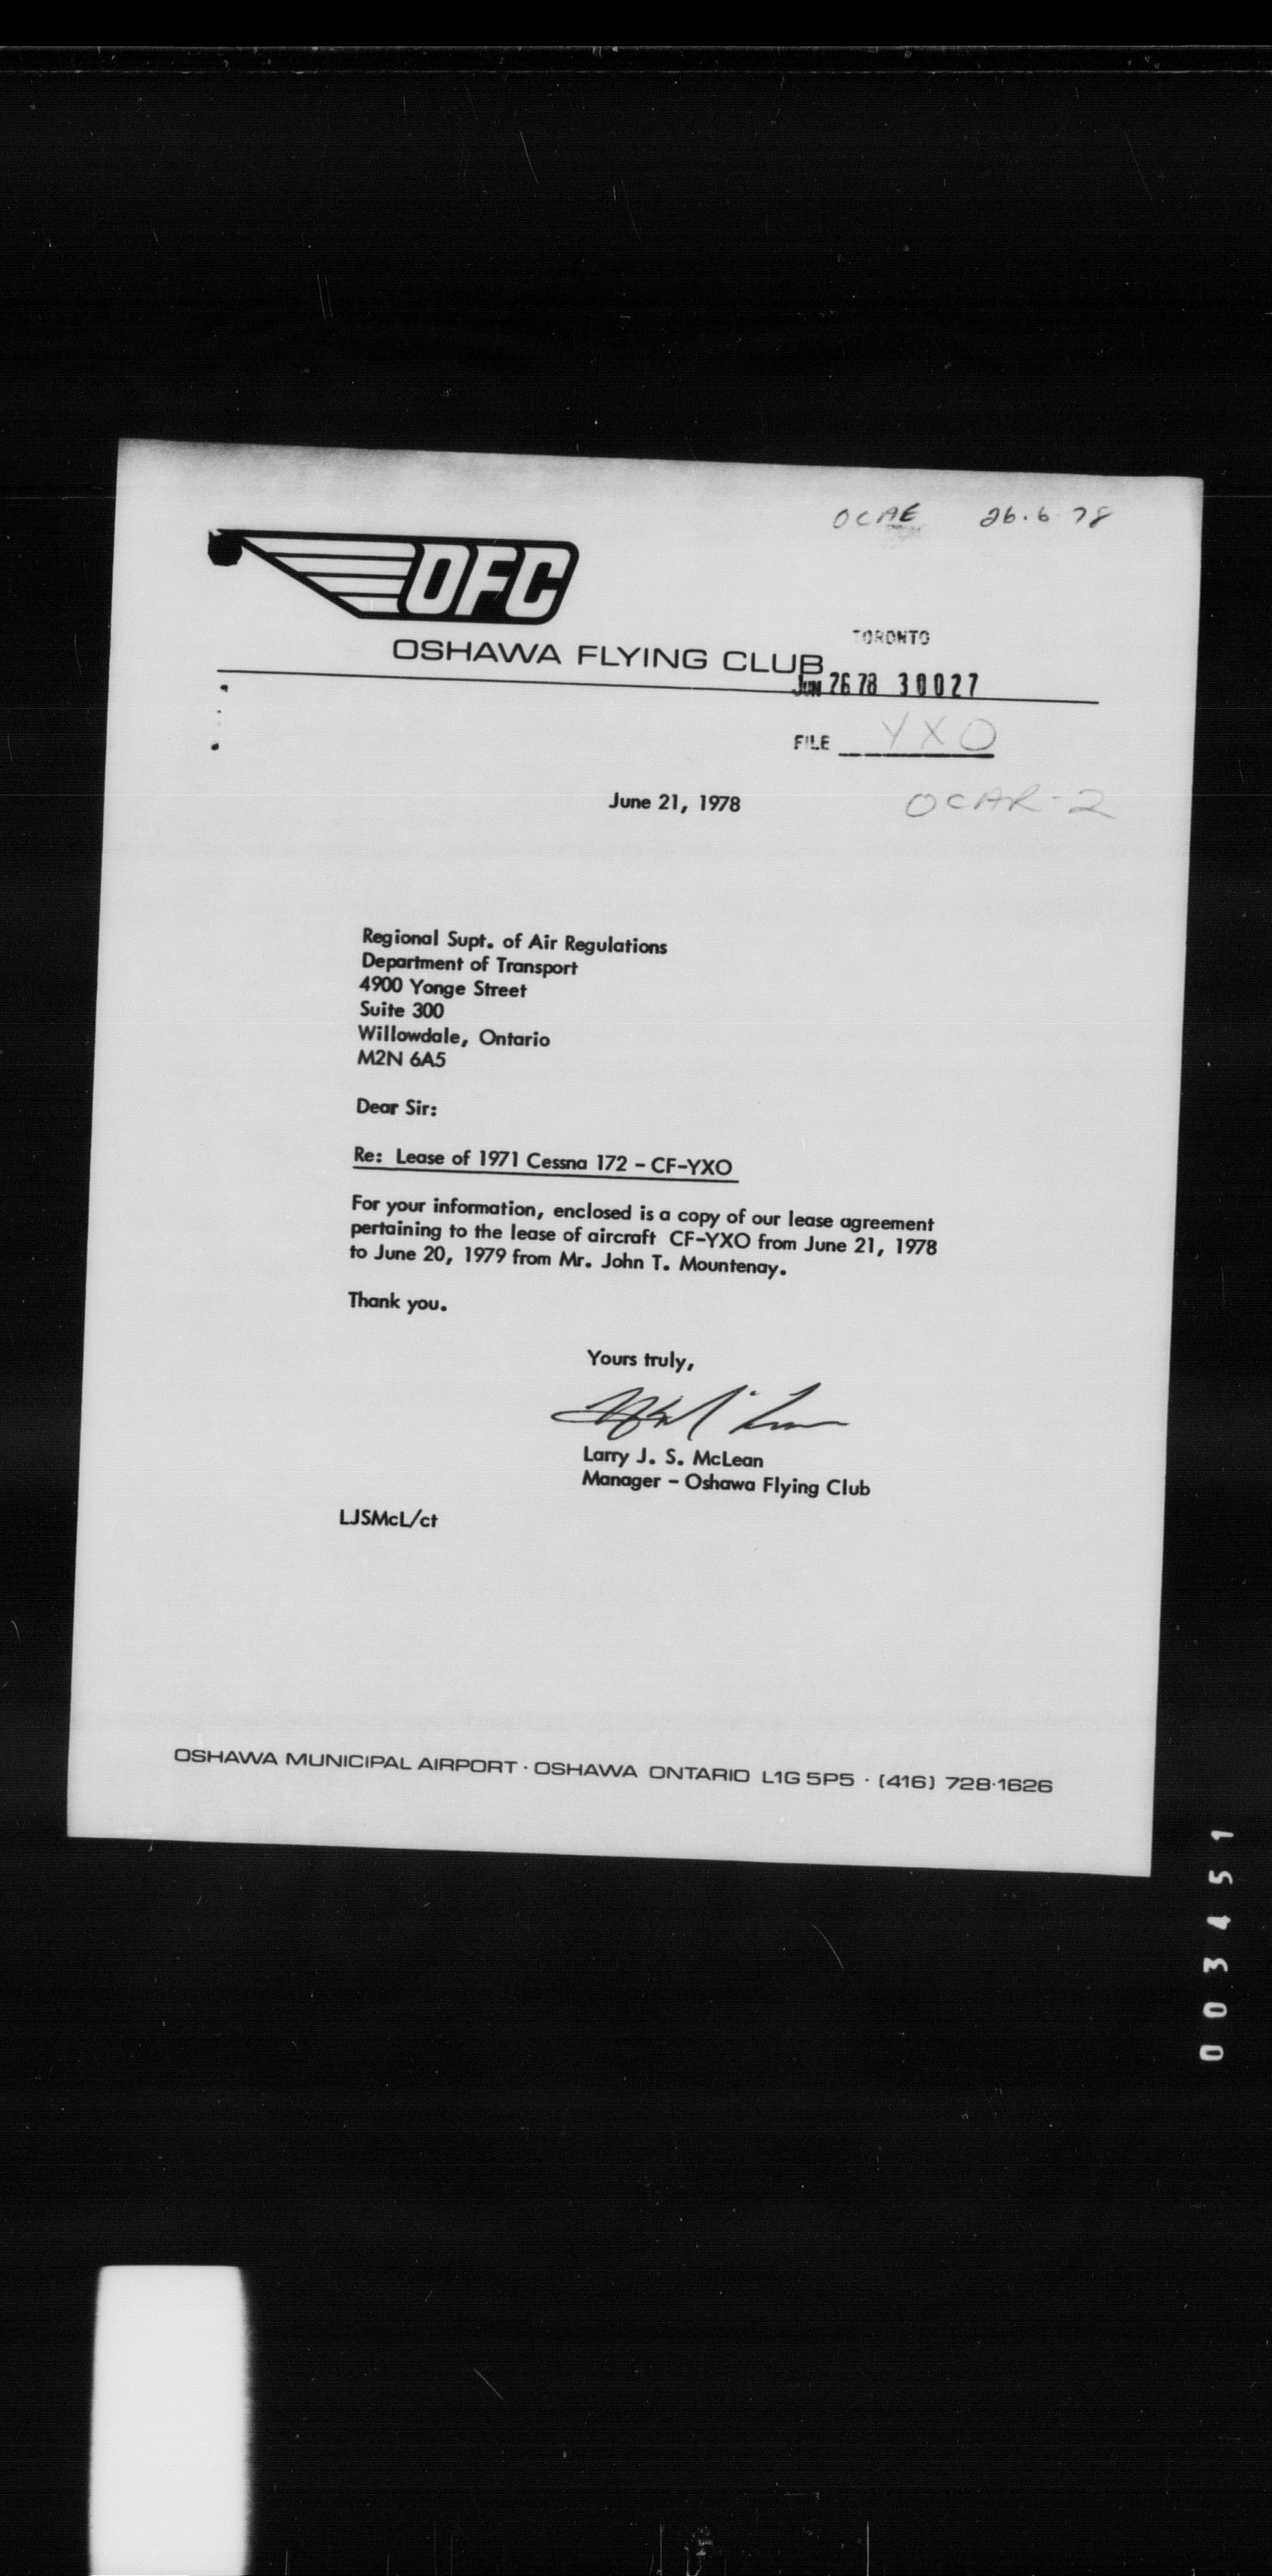 OCAE 26.6.78
OFC
OSHAWA FLYING CLUB
TORONTO
JUN 26 78 30027
FILE YXO
June 21, 1978
OCAR-2
Regional Supt. of Air Regulations
Department of Transport
4900 Yonge Street
Suite 300
Willowdale, Ontario
M2N 6A5
Dear Sir:
Re: Lease of 1971 Cessna 172 - CF-YXO
For your information, enclosed is a copy of our lease agreement
pertaining to the lease of aircraft CF-YXO from June 21, 1978
to June 20, 1979 from Mr. John T. Mountenay.
Thank you.
Yours truly,
Larry J. S. McLean
Manager - Oshawa Flying Club
LJSMcL/ct
OSHAWA MUNICIPAL AIRPORT · OSHAWA ONTARIO L1G 5P5 · (416) 728·1626
003451